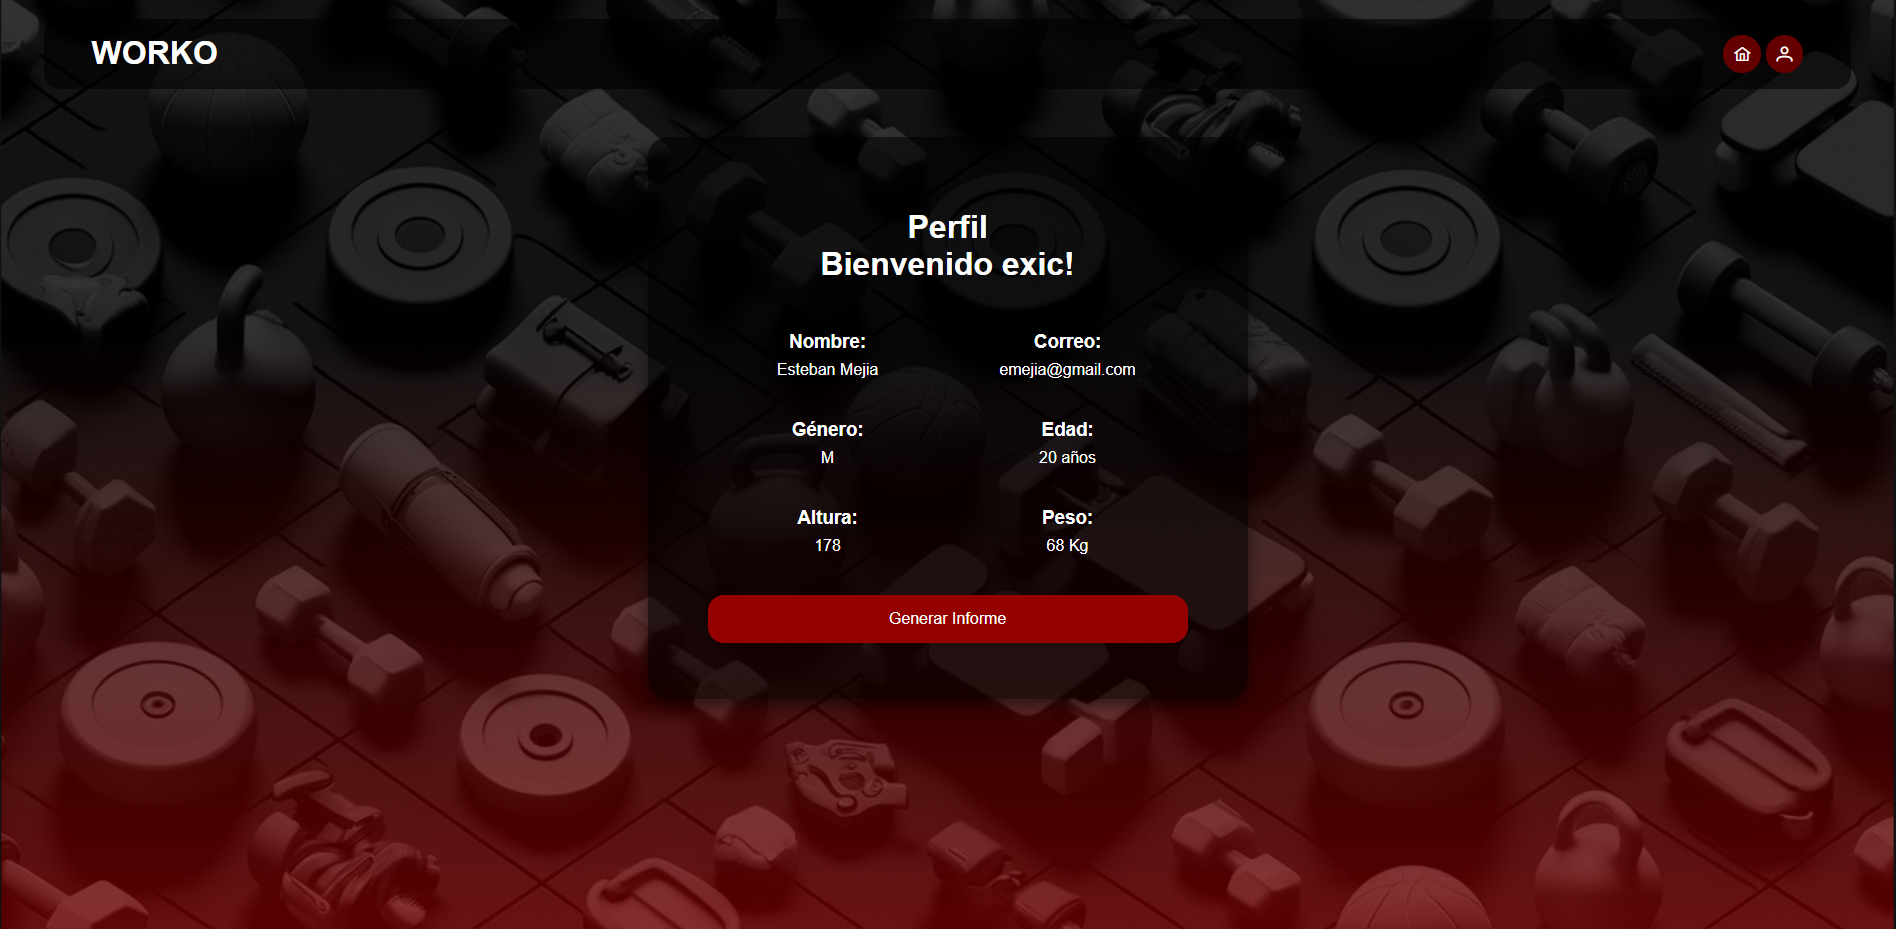 WORKO
Perfil
Bienvenido exic!
Nombre:
Esteban Mejia
Correo:
emejia@gmail.com
Género:
M
Edad:
20 años
Altura:
178
Peso:
68 Kg
Generar Informe